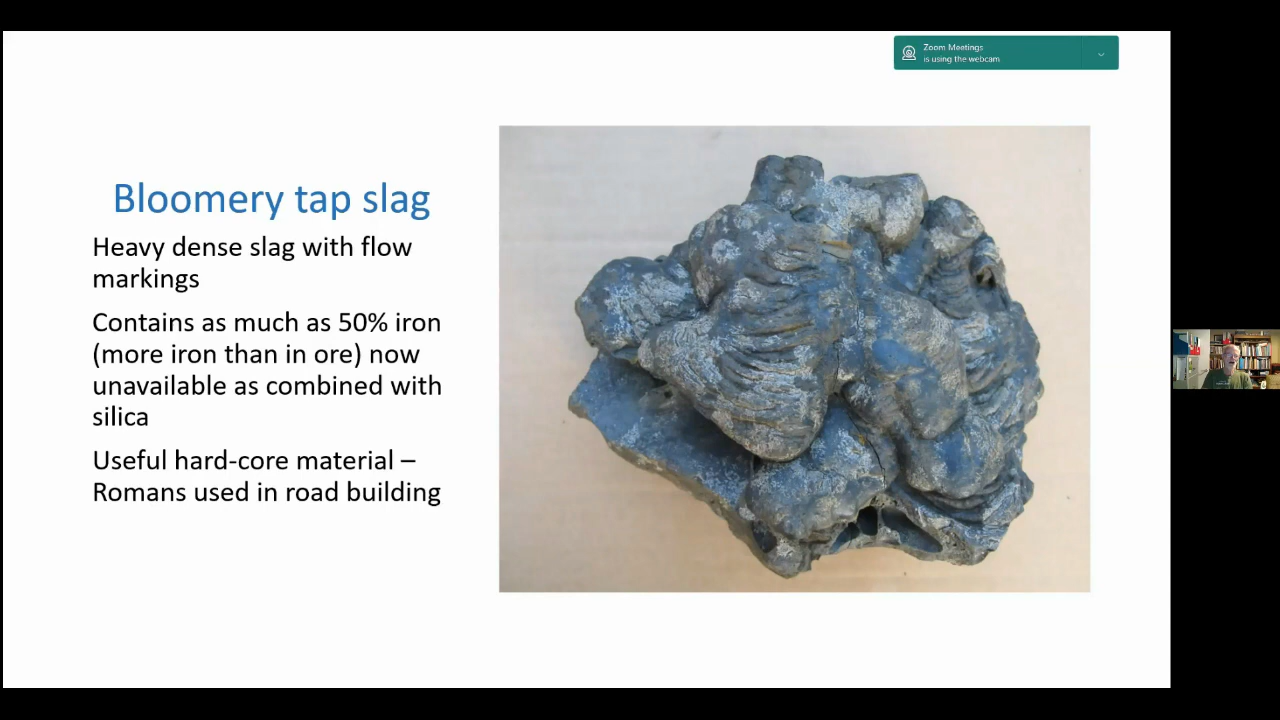 Zoom Meetings
is using the webcam
Bloomery tap slag
Heavy dense slag with flow
markings
Contains as much as 50% iron
(more iron than in ore) now
unavailable as combined with
silica
Useful hard-core material –
Romans used in road building